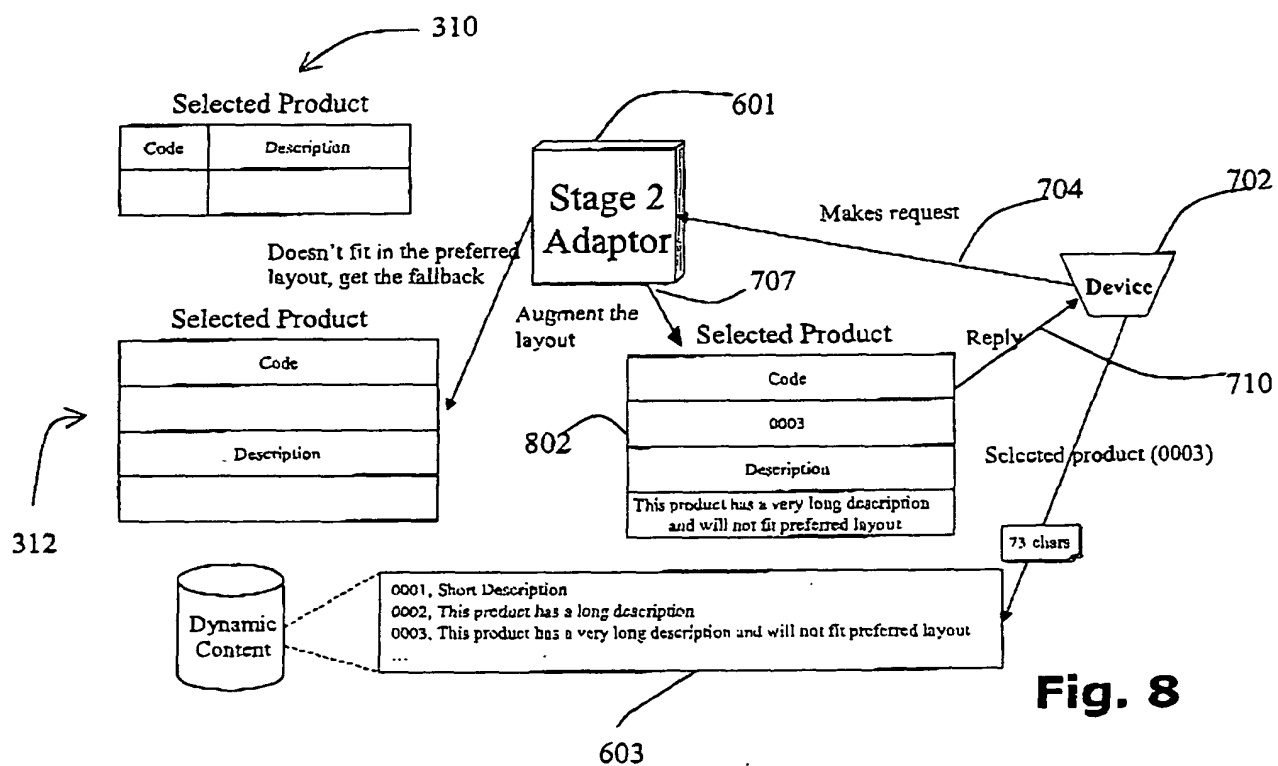 310
Selected Product
Code
Description
601
Stage 2
Adaptor
Makes request
704
702
Device
Doesn't fit in the preferred
layout, get the fallback
707
Augment the
layout
Selected Product
Code
Description
312
Selected Product
Code
0003
Description
This product has a very long description
and will not fit preferred layout
802
Reply
710
Selected product (0003)
73 chars
Dynamic
Content
0001, Short Description
0002, This product has a long description
0003, This product has a very long description and will not fit preferred layout
...
603
Fig. 8